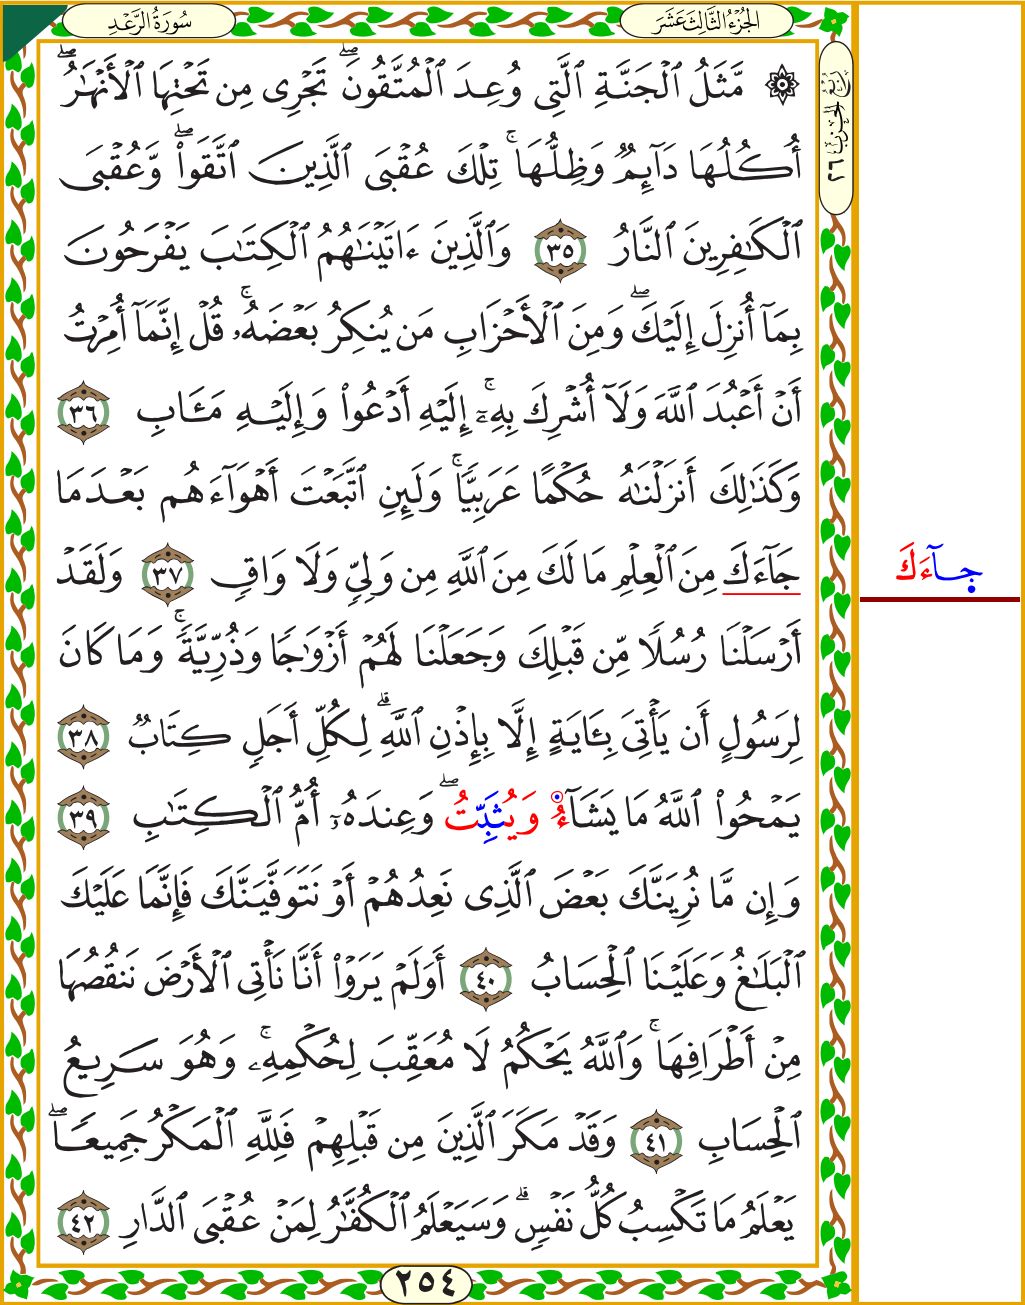 سُورَةُ الرَّعْدِ
الجُزْءُ الثَّالِثَ عَشَرَ
۞ مَّثَلُ ٱلۡجَنَّةِ ٱلَّتِي وُعِدَ ٱلۡمُتَّقُونَۖ تَجۡرِي مِن تَحۡتِهَا ٱلۡأَنۡهَٰرُۖ
أُكُلُهَا دَآئِمٞ وَظِلُّهَاۚ تِلۡكَ عُقۡبَى ٱلَّذِينَ ٱتَّقَواْۖ وَّعُقۡبَى
ٱلۡكَٰفِرِينَ ٱلنَّارُ ٣٥ وَٱلَّذِينَ ءَاتَيۡنَٰهُمُ ٱلۡكِتَٰبَ يَفۡرَحُونَ
بِمَآ أُنزِلَ إِلَيۡكَۖ وَمِنَ ٱلۡأَحۡزَابِ مَن يُنكِرُ بَعۡضَهُۥۚ قُلۡ إِنَّمَآ أُمِرۡتُ
أَنۡ أَعۡبُدَ ٱللَّهَ وَلَآ أُشۡرِكَ بِهِۦٓۚ إِلَيۡهِ أَدۡعُواْ وَإِلَيۡهِ مَـَٔابِ ٣٦
وَكَذَٰلِكَ أَنزَلۡنَٰهُ حُكۡمًا عَرَبِيّٗاۚ وَلَئِنِ ٱتَّبَعۡتَ أَهۡوَآءَهُم بَعۡدَمَا
جَآءَكَ مِنَ ٱلۡعِلۡمِ مَا لَكَ مِنَ ٱللَّهِ مِن وَلِيّٖ وَلَا وَاقٖ ٣٧ وَلَقَدۡ
أَرۡسَلۡنَا رُسُلٗا مِّن قَبۡلِكَ وَجَعَلۡنَا لَهُمۡ أَزۡوَٰجٗا وَذُرِّيَّةٗۚ وَمَا كَانَ
لِرَسُولٍ أَن يَأۡتِيَ بِـَٔايَةٍ إِلَّا بِإِذۡنِ ٱللَّهِۗ لِكُلِّ أَجَلٖ كِتَابٞ ٣٨
يَمۡحُواْ ٱللَّهُ مَا يَشَآءُ وَيُثَبِّتُۖ وَعِندَهُۥٓ أُمُّ ٱلۡكِتَٰبِ ٣٩
وَإِن مَّا نُرِيَنَّكَ بَعۡضَ ٱلَّذِي نَعِدُهُمۡ أَوۡ نَتَوَفَّيَنَّكَ فَإِنَّمَا عَلَيۡكَ
ٱلۡبَلَٰغُ وَعَلَيۡنَا ٱلۡحِسَابُ ٤٠ أَوَلَمۡ يَرَوۡاْ أَنَّا نَأۡتِي ٱلۡأَرۡضَ نَنقُصُهَا
مِنۡ أَطۡرَافِهَاۚ وَٱللَّهُ يَحۡكُمُ لَا مُعَقِّبَ لِحُكۡمِهِۦۚ وَهُوَ سَرِيعُ
ٱلۡحِسَابِ ٤١ وَقَدۡ مَكَرَ ٱلَّذِينَ مِن قَبۡلِهِمۡ فَلِلَّهِ ٱلۡمَكۡرُ جَمِيعٗاۖ
يَعۡلَمُ مَا تَكۡسِبُ كُلُّ نَفۡسٖۗ وَسَيَعۡلَمُ ٱلۡكُفَّٰرُ لِمَنۡ عُقۡبَى ٱلدَّارِ ٤٢
٢٥٤
جآءَكَ